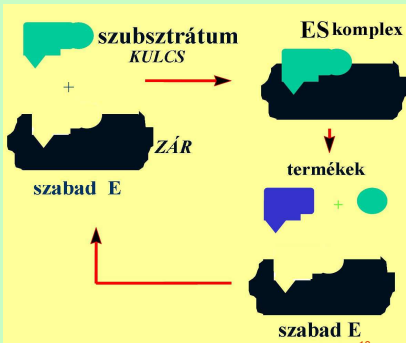 szubsztrátum
KULCS
+
ZÁR
szabad E
ES komplex
termékek
+
szabad E